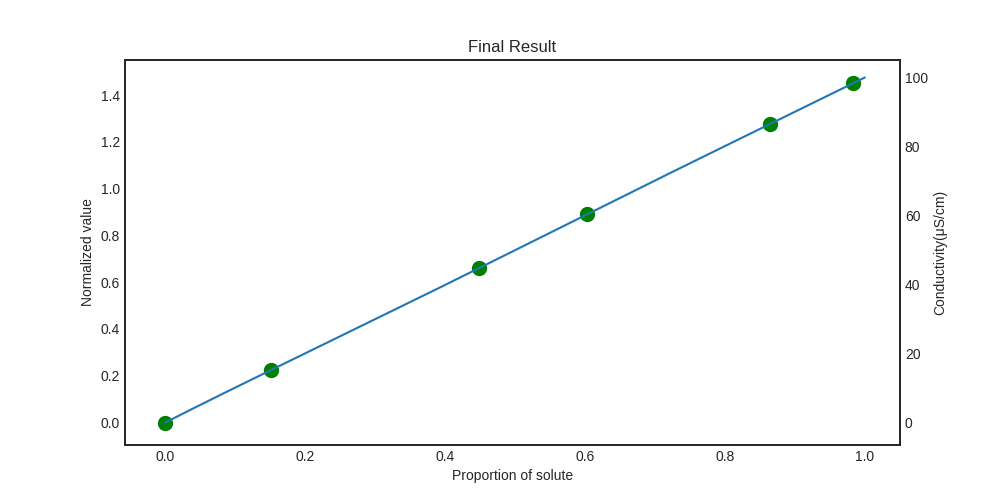 Final Result
Normalized value
1.4
1.2
1.0
0.8
0.6
0.4
0.2
0.0
100
80
60
40
20
0
Conductivity(μS/cm)
0.0 0.2 0.4 0.6 0.8 1.0
Proportion of solute